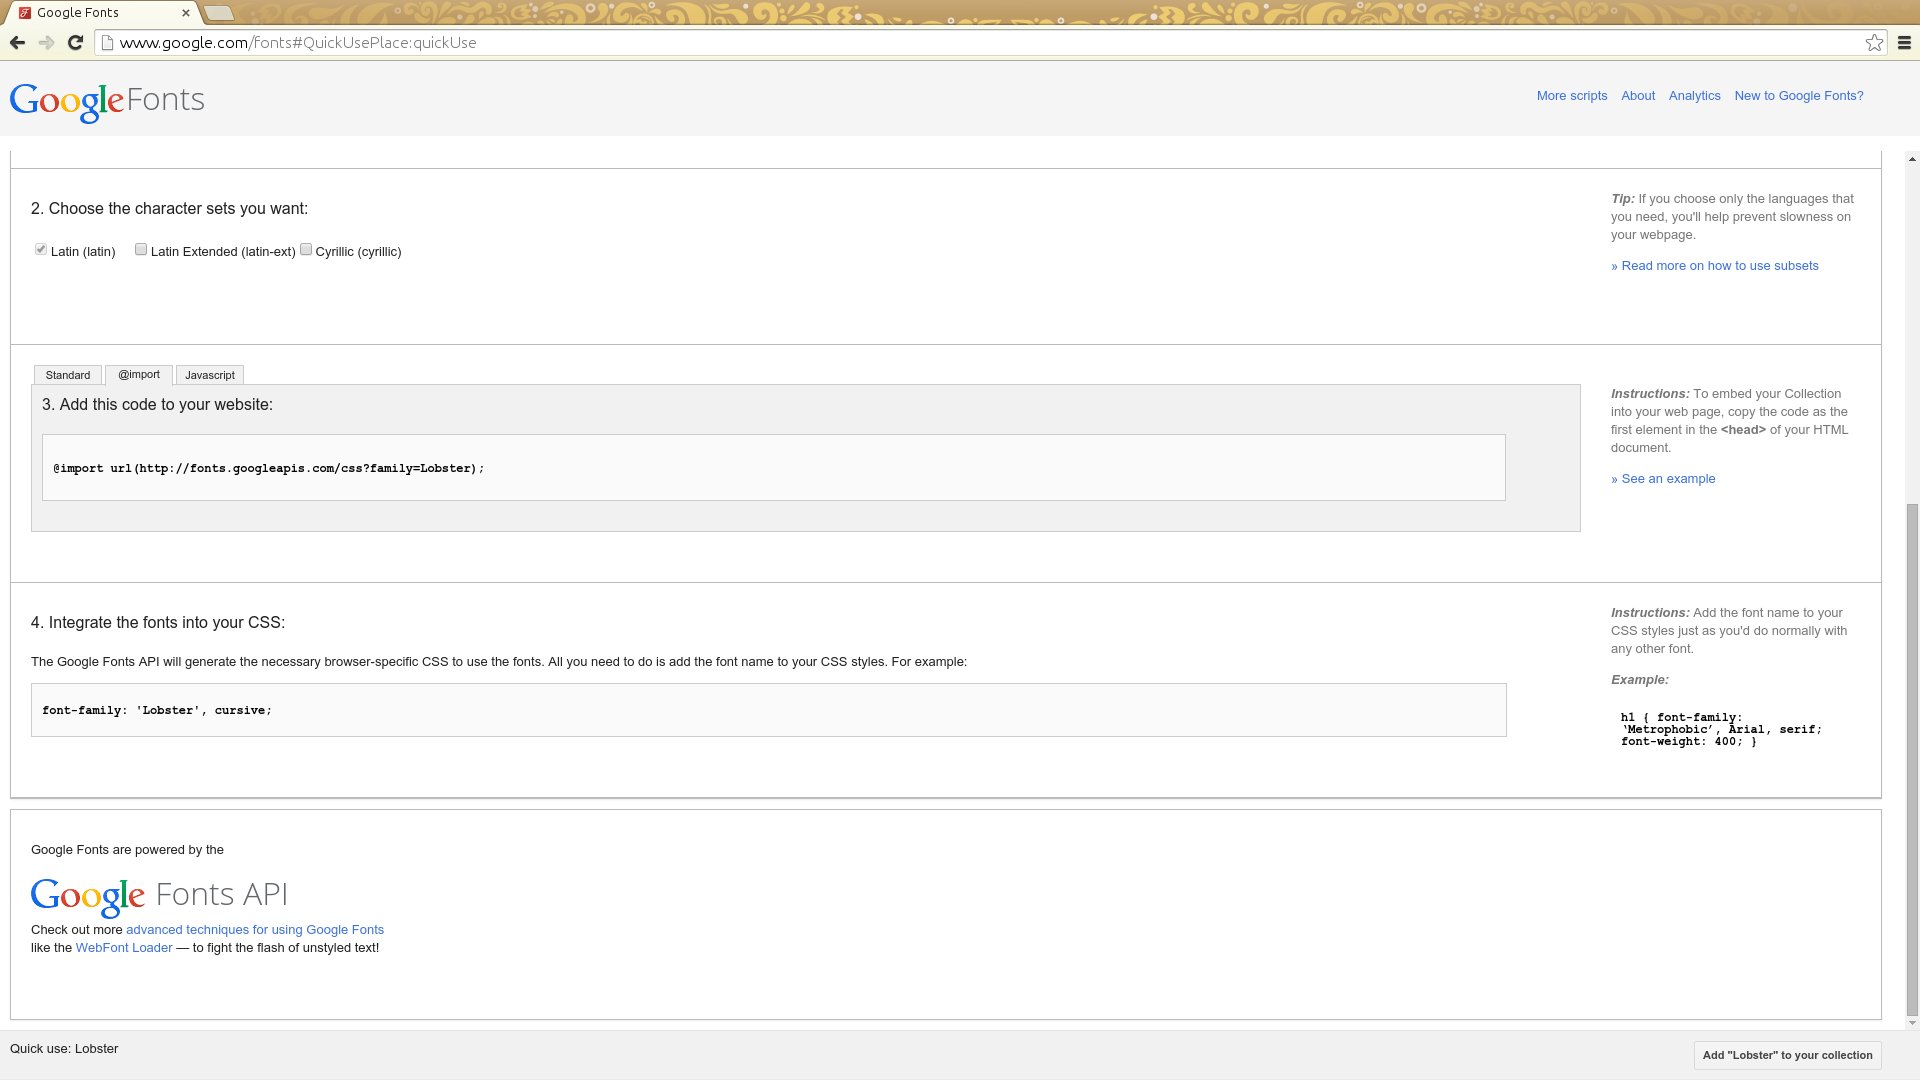 Google Fonts
www.google.com/fonts#QuickUsePlace:quickUse
Google Fonts
More scripts About Analytics New to Google Fonts?
2. Choose the character sets you want:
Latin (latin) Latin Extended (latin-ext) Cyrillic (cyrillic)
Tip: If you choose only the languages that
you need, you'll help prevent slowness on
your webpage.
» Read more on how to use subsets
Standard @import Javascript
3. Add this code to your website:
@import url(http://fonts.googleapis.com/css?family=Lobster);
Instructions: To embed your Collection
into your web page, copy the code as the
first element in the <head> of your HTML
document.
» See an example
4. Integrate the fonts into your CSS:
The Google Fonts API will generate the necessary browser-specific CSS to use the fonts. All you need to do is add the font name to your CSS styles. For example:
font-family: 'Lobster', cursive;
Instructions: Add the font name to your
CSS styles just as you'd do normally with
any other font.
Example:
h1 { font-family:
‘Metrophobic’, Arial, serif;
font-weight: 400; }
Google Fonts are powered by the
Google Fonts API
Check out more advanced techniques for using Google Fonts
like the WebFont Loader — to fight the flash of unstyled text!
Quick use: Lobster
Add "Lobster" to your collection